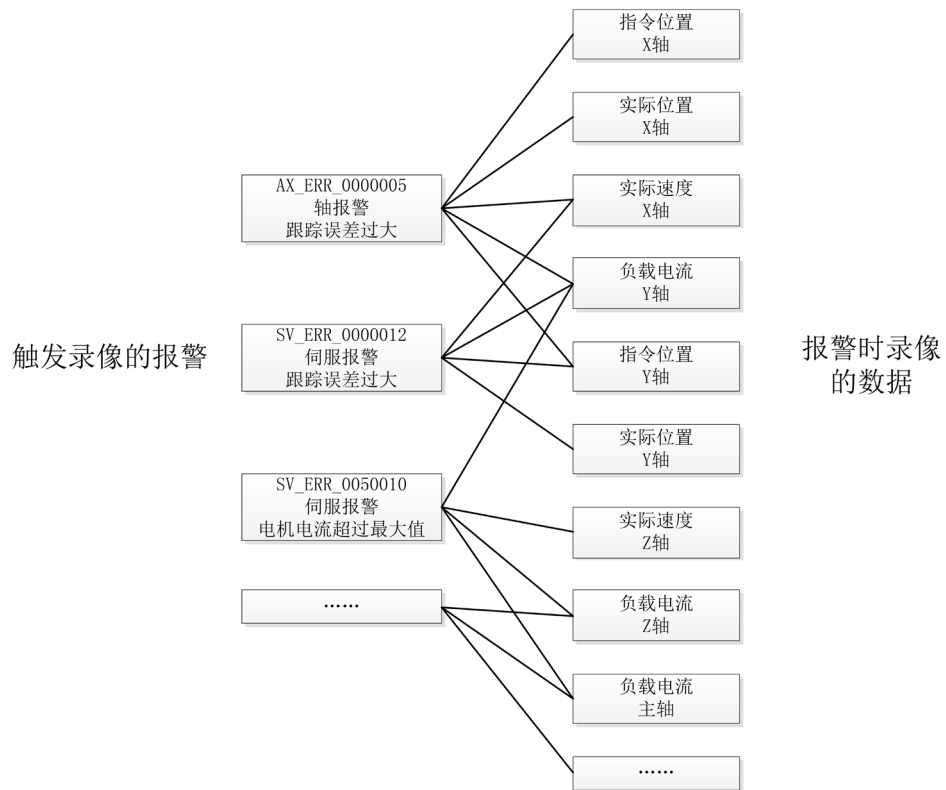 触发录像的报警
AX_ERR_0000005
轴报警
跟踪误差过大
SV_ERR_0000012
伺服报警
跟踪误差过大
SV_ERR_0050010
伺服报警
电机电流超过最大值
……
指令位置
X轴
实际位置
X轴
实际速度
X轴
负载电流
Y轴
指令位置
Y轴
实际位置
Y轴
实际速度
Z轴
负载电流
Z轴
负载电流
主轴
……
报警时录像
的数据